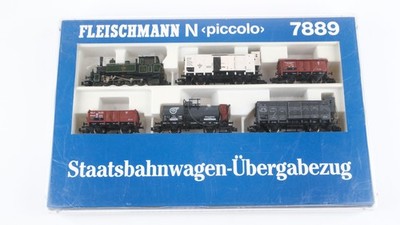 FLEISCHMANN N ‹piccolo› 7889
Staatsbahnwagen-Übergabezug